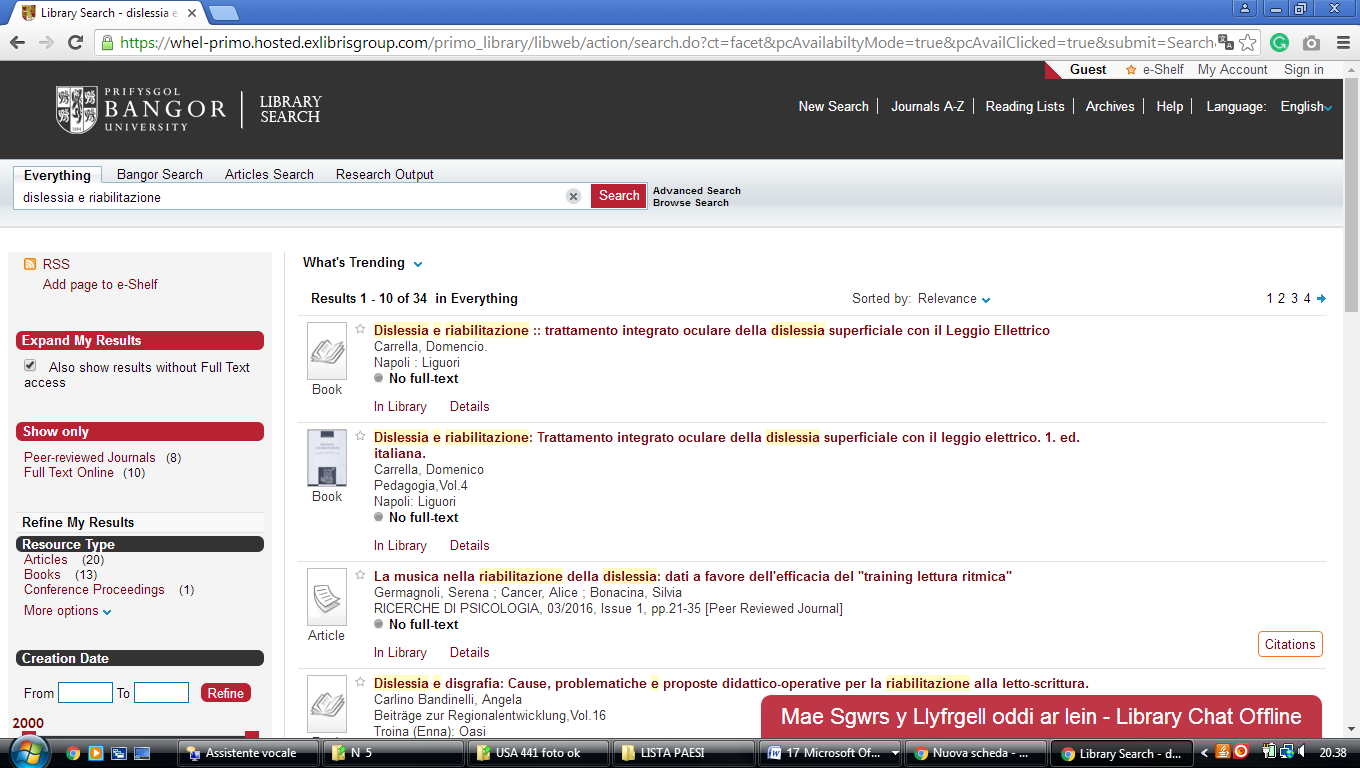 Library Search - dislessia e
https://whel-primo.hosted.exlibrisgroup.com/primo_library/libweb/action/search.do?ct=facet&pcAvailabiltyMode=true&pcAvailClicked=true&submit=Search
Guest e-Shelf My Account Sign in
PRIFYSGOL
BANGOR
UNIVERSITY
LIBRARY
SEARCH
New Search Journals A-Z Reading Lists Archives Help Language: English
Everything Bangor Search Articles Search Research Output
dislessia e riabilitazione
Search
Advanced Search
Browse Search
RSS
Add page to e-Shelf
Expand My Results
Also show results without Full Text
access
Show only
Peer-reviewed Journals (8)
Full Text Online (10)
Refine My Results
Resource Type
Articles (20)
Books (13)
Conference Proceedings (1)
More options
Creation Date
From To Refine
2000
What's Trending
Results 1 - 10 of 34 in Everything
Sorted by: Relevance
1 2 3 4
Dislessia e riabilitazione :: trattamento integrato oculare della dislessia superficiale con il Leggio Ellettrico
Carrella, Domencio.
Napoli : Liguori
No full-text
Book
In Library Details
Dislessia e riabilitazione: Trattamento integrato oculare della dislessia superficiale con il leggio elettrico. 1. ed.
italiana.
Carrella, Domenico
Pedagogia,Vol.4
Napoli: Liguori
No full-text
Book
In Library Details
La musica nella riabilitazione della dislessia: dati a favore dell'efficacia del "training lettura ritmica"
Germagnoli, Serena ; Cancer, Alice ; Bonacina, Silvia
RICERCHE DI PSICOLOGIA, 03/2016, Issue 1, pp.21-35 [Peer Reviewed Journal]
No full-text
Article
In Library Details
Citations
Dislessia e disgrafia: Cause, problematiche e proposte didattico-operative per la riabilitazione alla letto-scrittura.
Carlino Bandinelli, Angela
Beiträge zur Regionalentwicklung,Vol.16
Troina (Enna): Oasi
Mae Sgwrs y Llyfrgell oddi ar lein - Library Chat Offline
Assistente vocale
N 5
USA 441 foto ok
LISTA PAESI
17 Microsoft Of...
Nuova scheda - ...
Library Search - d...
20.38